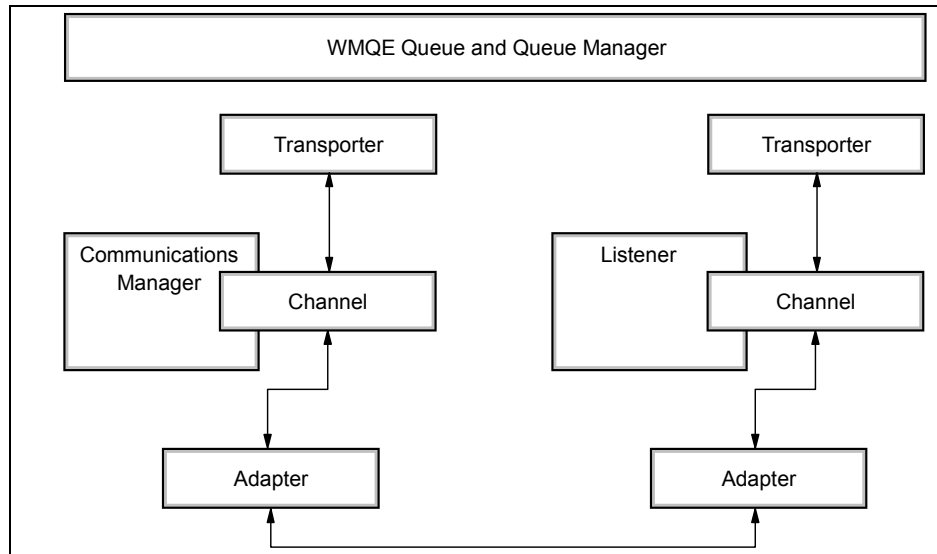 WMQE Queue and Queue Manager
Transporter
Transporter
Communications
Manager
Listener
Channel
Channel
Adapter
Adapter